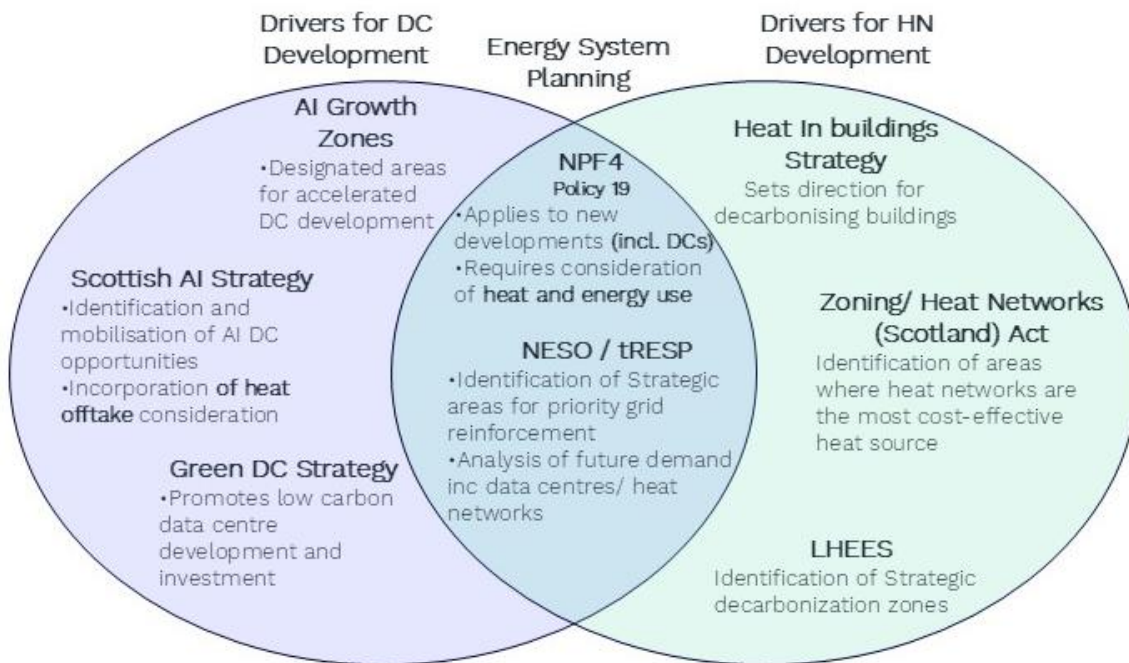 Drivers for DC
Development
Energy System
Planning
Drivers for HN
Development
AI Growth
Zones
•Designated areas
for accelerated
DC development
Scottish AI Strategy
•Identification and
mobilisation of AI DC
opportunities
•Incorporation of heat
offtake consideration
Green DC Strategy
•Promotes low carbon
data centre
development and
investment
NPF4
Policy 19
•Applies to new
developments (incl. DCs)
•Requires consideration
of heat and energy use
NESO / tRESP
•Identification of Strategic
areas for priority grid
reinforcement
•Analysis of future demand
inc data centres/ heat
networks
Heat In buildings
Strategy
Sets direction for
decarbonising buildings
Zoning/ Heat Networks
(Scotland) Act
Identification of areas
where heat networks are
the most cost-effective
heat source
LHEES
Identification of Strategic
decarbonization zones